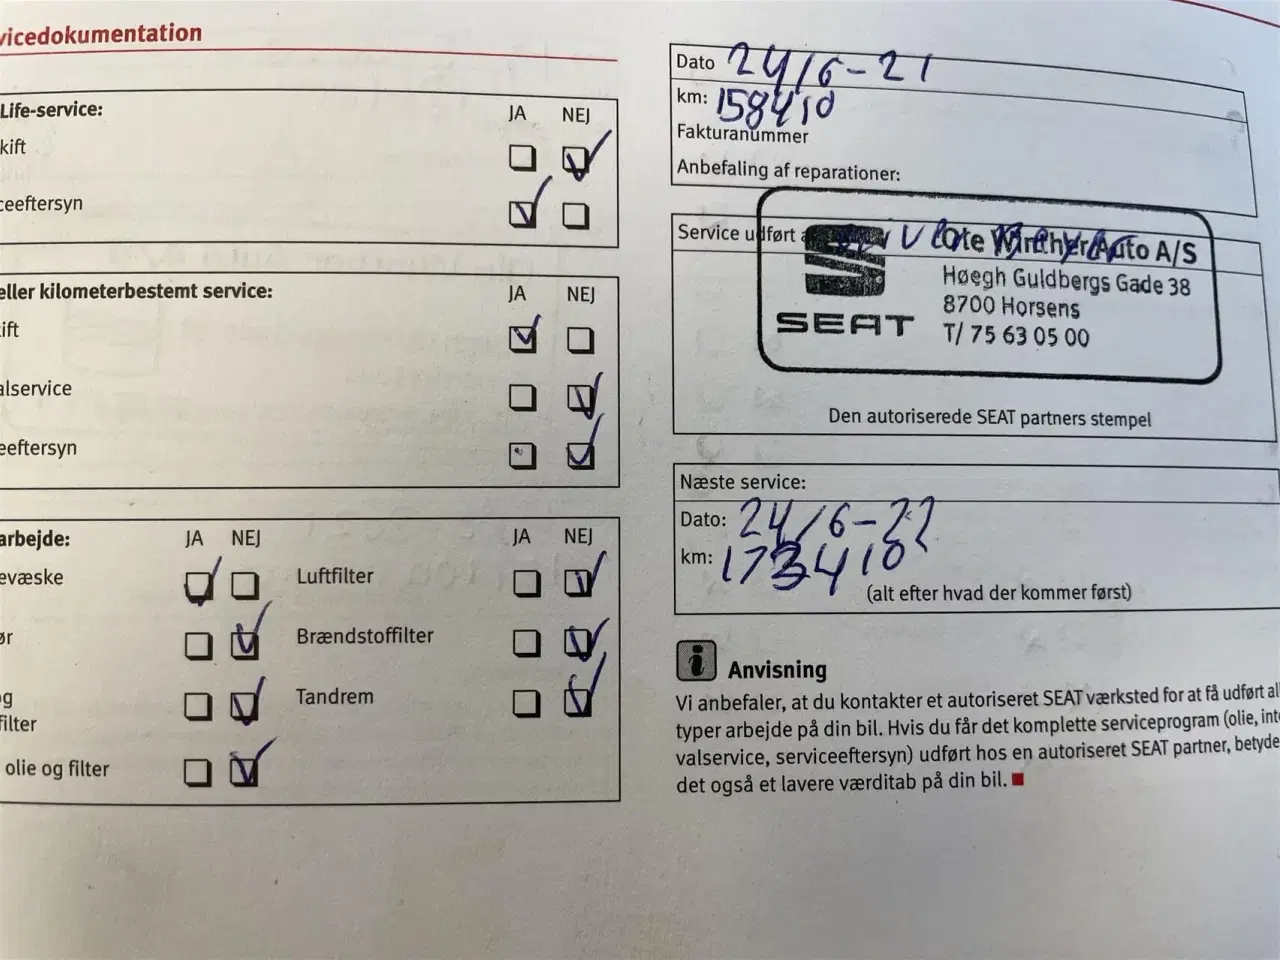 vicedokumentation
Life-service:
JA NEJ
kift
ceeftersyn
eller kilometerbestemt service:
JA NEJ
ift
alservice
eeftersyn
arbejde:
JA NEJ
JA NEJ
evæske
Luftfilter
ør
Brændstoffilter
og
filter
Tandrem
olie og filter
Dato 24/6-21
km: 158410
Fakturanummer
Anbefaling af reparationer:
Service udført a
Ole Winther Auto A/S
Høegh Guldbergs Gade 38
8700 Horsens
T/ 75 63 05 00
SEAT
Den autoriserede SEAT partners stempel
Næste service:
Dato: 24/6-22
km: 173410
(alt efter hvad der kommer først)
Anvisning
Vi anbefaler, at du kontakter et autoriseret SEAT værksted for at få udført al
typer arbejde på din bil. Hvis du får det komplette serviceprogram (olie, inte
valservice, serviceeftersyn) udført hos en autoriseret SEAT partner, betyde
det også et lavere værditab på din bil.